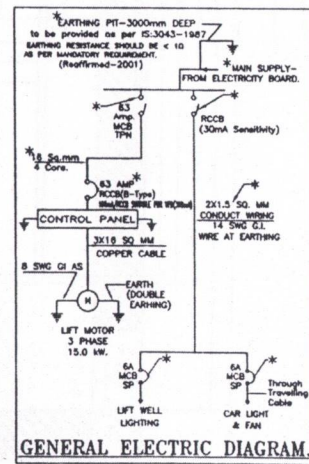 *EARTHING PIT-3000mm DEEP
to be provided as per IS:3043-1987
EARTHING RESISTANCE SHOULD BE < 1Ω
AS PER MANDATORY REQUIREMENT.
(Reaffirmed-2001)
*MAIN SUPPLY-
FROM ELECTRICITY BOARD.
*
63
Amp.
MCB
TPN
*
RCCB
(30mA Sensitivity)
*16 Sq.mm
4 Core.
*
63 AMP
RCCB(B-Type)
CONTROL PANEL
*
2X1.5 SQ. MM
CONDUCT WIRING
14 SWG G.I.
WIRE AT EARTHING
3X16 SQ MM
COPPER CABLE
8 SWG GI AS
EARTH
(DOUBLE
EARHING)
M
LIFT MOTOR
3 PHASE
15.0 kW.
6A
MCB
SP
*
LIFT WELL
LIGHTING
6A
MCB
SP
*
Through
Travelling
Cable
CAR LIGHT
& FAN
GENERAL ELECTRIC DIAGRAM.